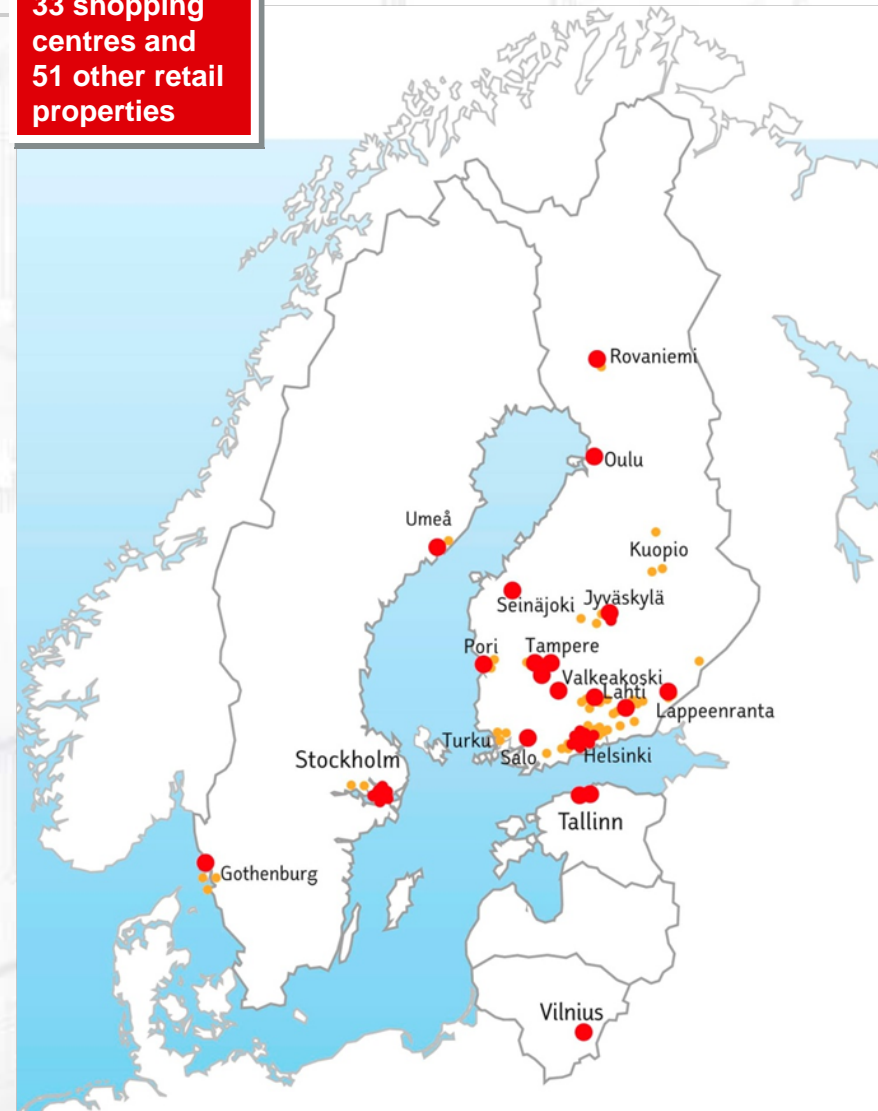 33 shopping
centres and
51 other retail
properties
Rovaniemi
Oulu
Umeå
Kuopio
Seinäjoki
Jyväskylä
Pori
Tampere
Valkeakoski
Lahti
Lappeenranta
Turku
Salo
Helsinki
Stockholm
Tallinn
Gothenburg
Vilnius